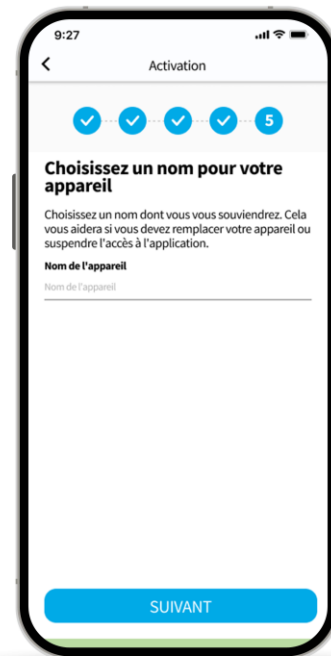 9:27
Activation
5
Choisissez un nom pour votre
appareil
Choisissez un nom dont vous vous souviendrez. Cela
vous aidera si vous devez remplacer votre appareil ou
suspendre l'accès à l'application.
Nom de l'appareil
Nom de l'appareil
SUIVANT